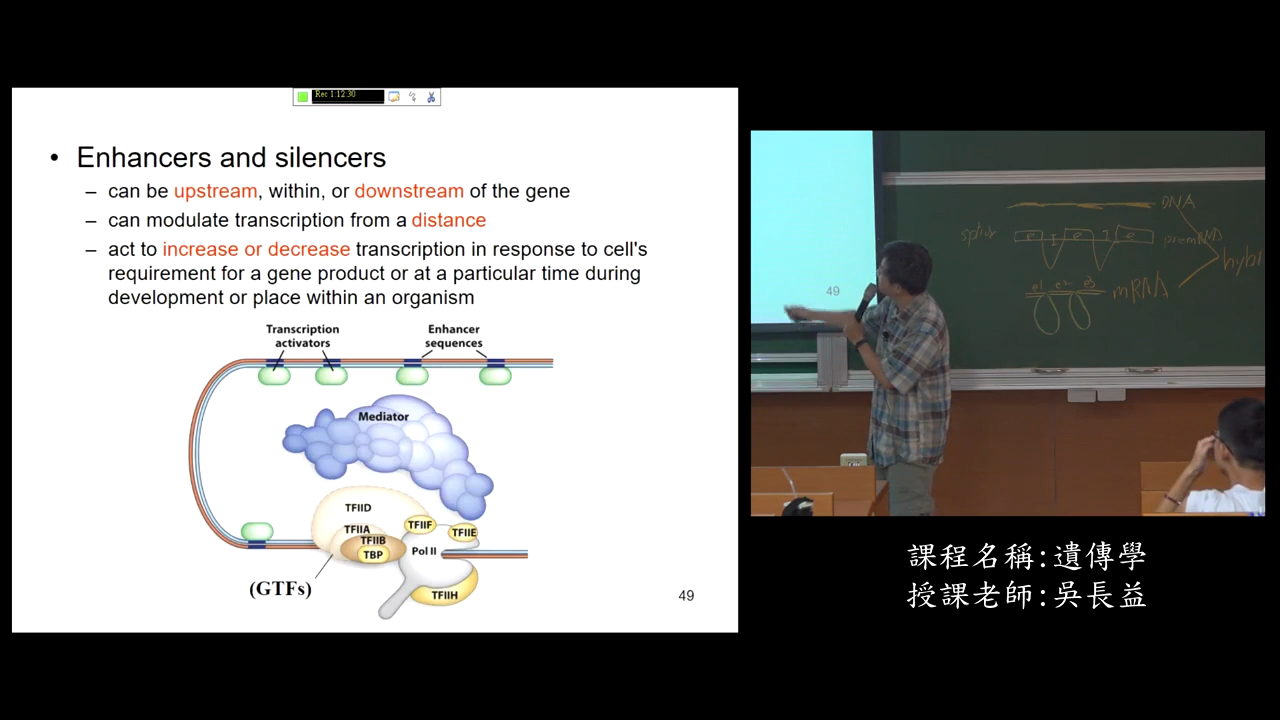 Rec 1:12:30
• Enhancers and silencers
– can be upstream, within, or downstream of the gene
– can modulate transcription from a distance
– act to increase or decrease transcription in response to cell's
requirement for a gene product or at a particular time during
development or place within an organism
Transcription
activators
Enhancer
sequences
Mediator
TFIID
TFIIA
TFIIB
TBP
TFIIF
TFIIE
Pol II
TFIIH
(GTFs)
49
49
DNA
e I e I e
e1 e2 e3 mRNA
課程名稱:遺傳學
授課老師:吳長益